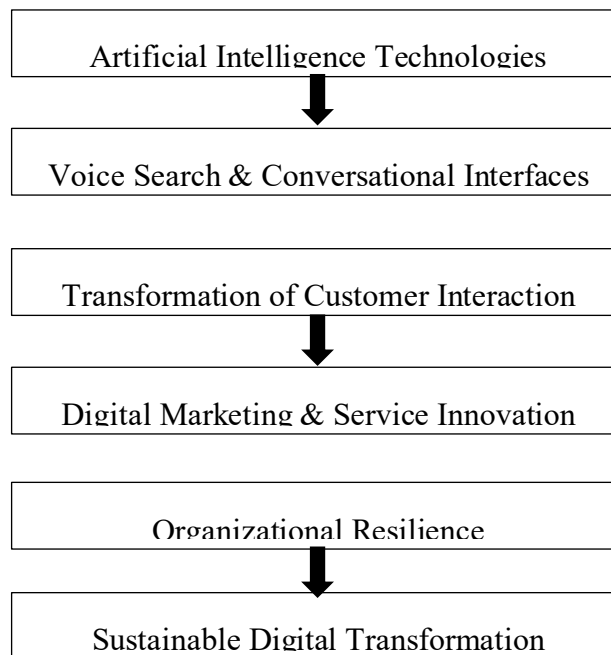 Artificial Intelligence Technologies
Voice Search & Conversational Interfaces
Transformation of Customer Interaction
Digital Marketing & Service Innovation
Organizational Resilience
Sustainable Digital Transformation